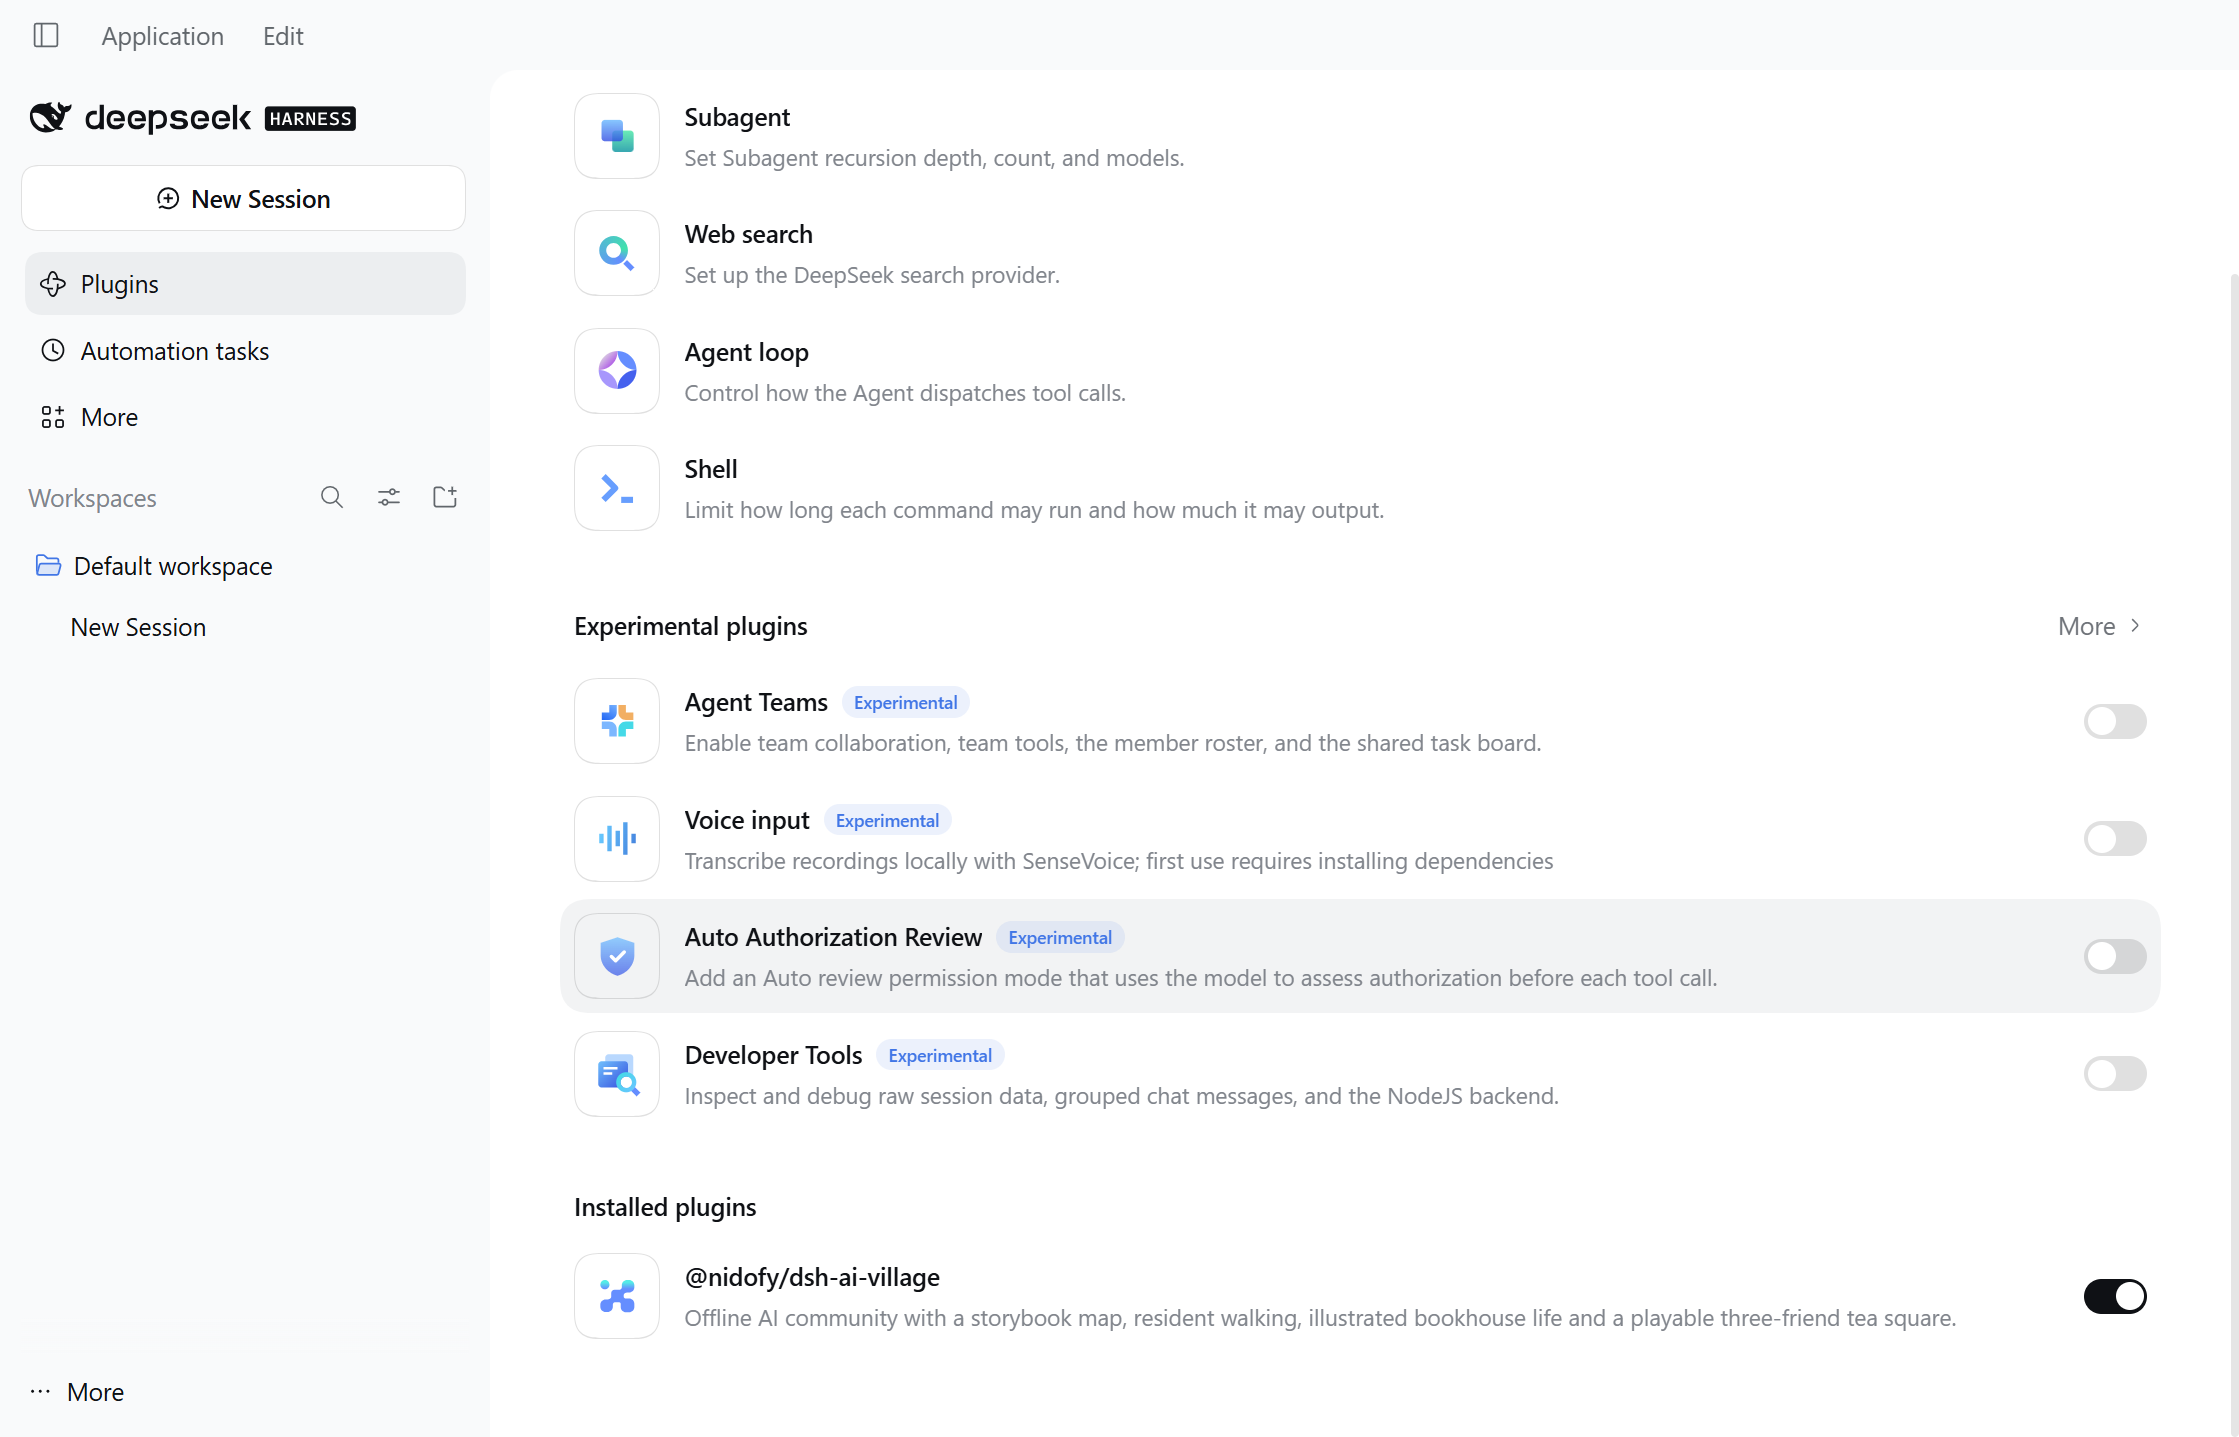 Application Edit
deepseek HARNESS
New Session
Plugins
Automation tasks
More
Workspaces
Default workspace
New Session
More
Subagent
Set Subagent recursion depth, count, and models.
Web search
Set up the DeepSeek search provider.
Agent loop
Control how the Agent dispatches tool calls.
Shell
Limit how long each command may run and how much it may output.
Experimental plugins More
Agent Teams Experimental
Enable team collaboration, team tools, the member roster, and the shared task board.
Voice input Experimental
Transcribe recordings locally with SenseVoice; first use requires installing dependencies
Auto Authorization Review Experimental
Add an Auto review permission mode that uses the model to assess authorization before each tool call.
Developer Tools Experimental
Inspect and debug raw session data, grouped chat messages, and the NodeJS backend.
Installed plugins
@nidofy/dsh-ai-village
Offline AI community with a storybook map, resident walking, illustrated bookhouse life and a playable three-friend tea square.